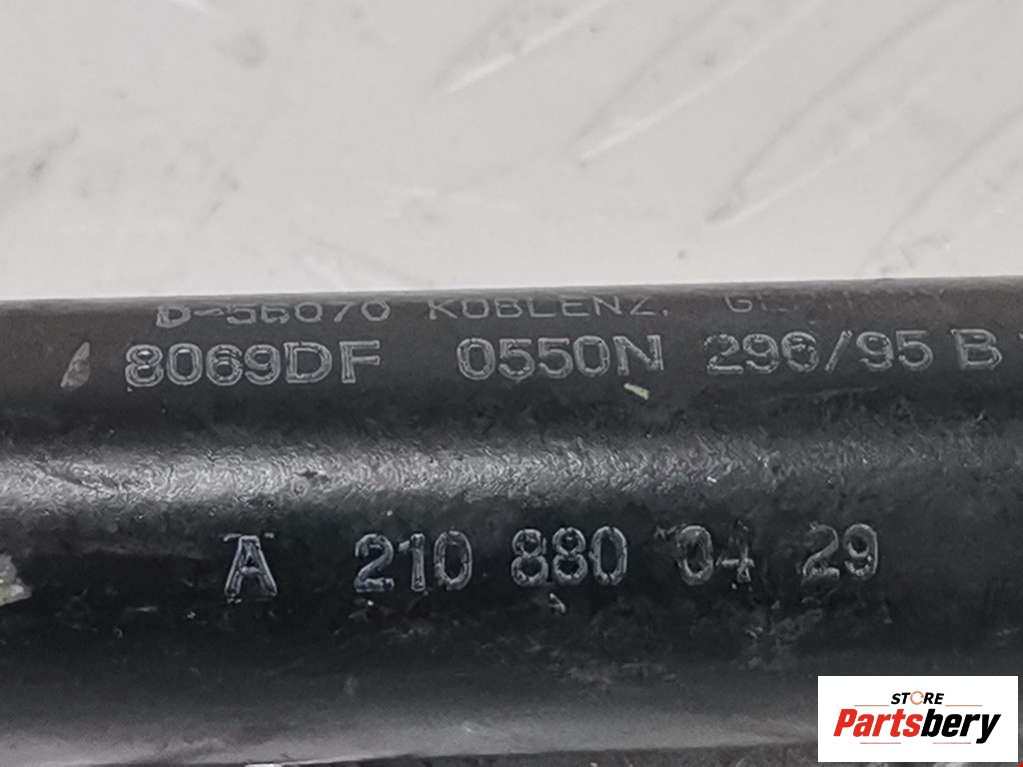 D-56070 KOBLENZ,
8069DF 0550N 296/95 B
A 210 880 04 29
STORE
Partsbery